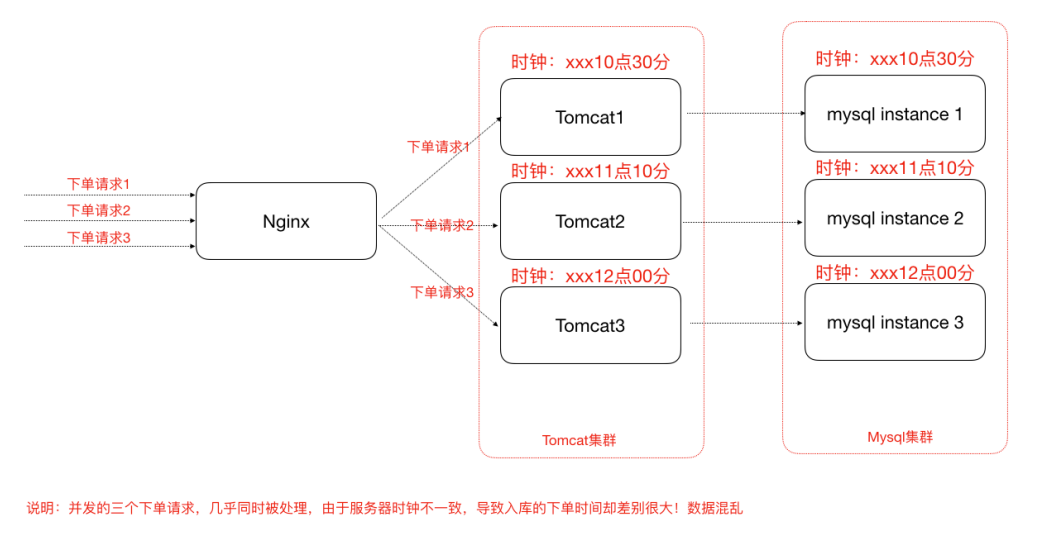 时钟：xxx10点30分
时钟：xxx10点30分
Tomcat1
mysql instance 1
下单请求1
时钟：xxx11点10分
时钟：xxx11点10分
下单请求1
下单请求2
下单请求3
Nginx
下单请求2
Tomcat2
mysql instance 2
时钟：xxx12点00分
时钟：xxx12点00分
下单请求3
Tomcat3
mysql instance 3
Tomcat集群
Mysql集群
说明：并发的三个下单请求，几乎同时被处理，由于服务器时钟不一致，导致入库的下单时间却差别很大！数据混乱